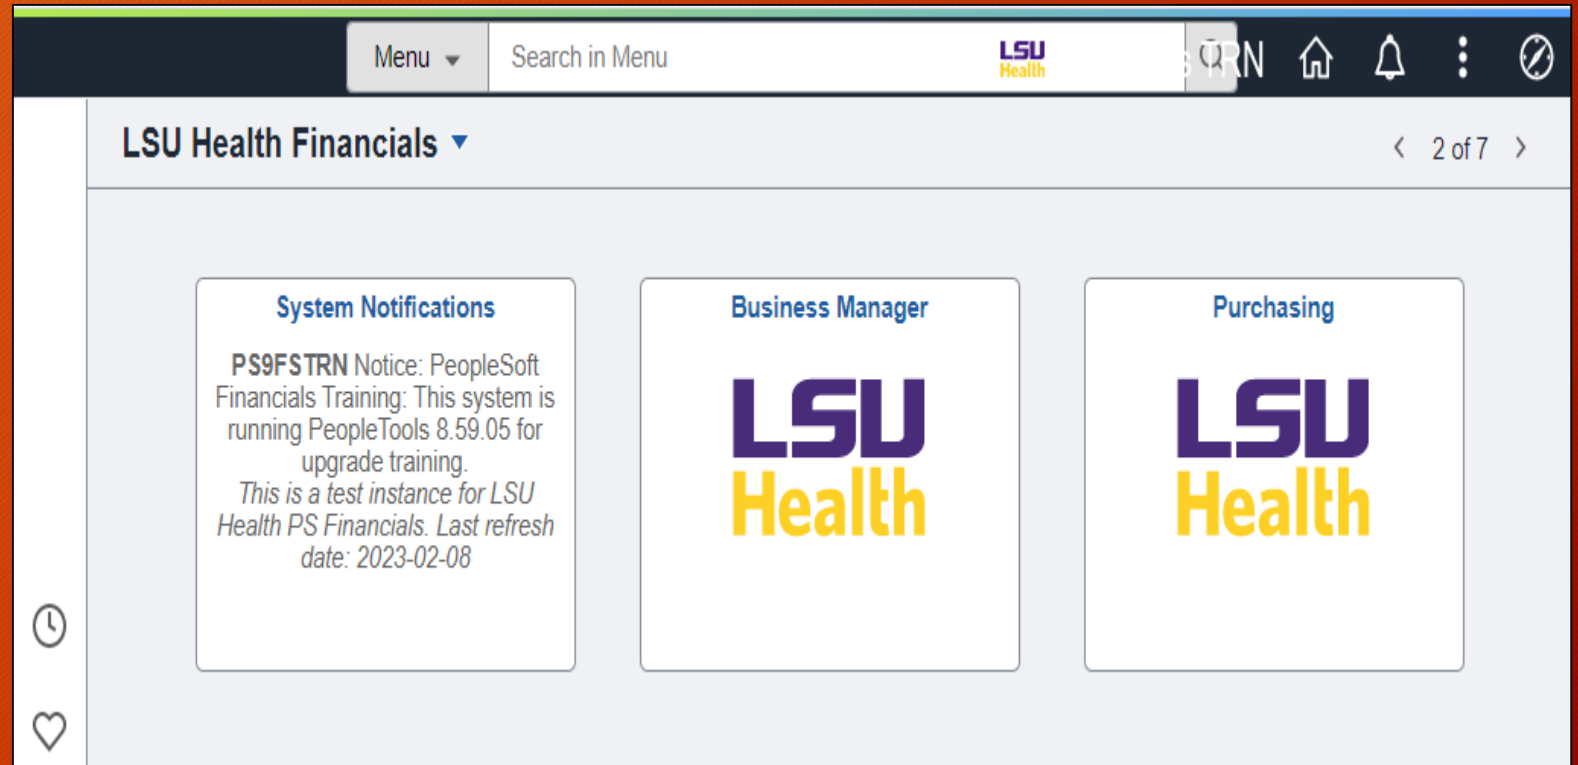 Menu Search in Menu LSU TRN
Health
LSU Health Financials 2 of 7
System Notifications
PS9FSTRN Notice: PeopleSoft
Financials Training: This system is
running PeopleTools 8.59.05 for
upgrade training.
This is a test instance for LSU
Health PS Financials. Last refresh
date: 2023-02-08
Business Manager
LSU
Health
Purchasing
LSU
Health